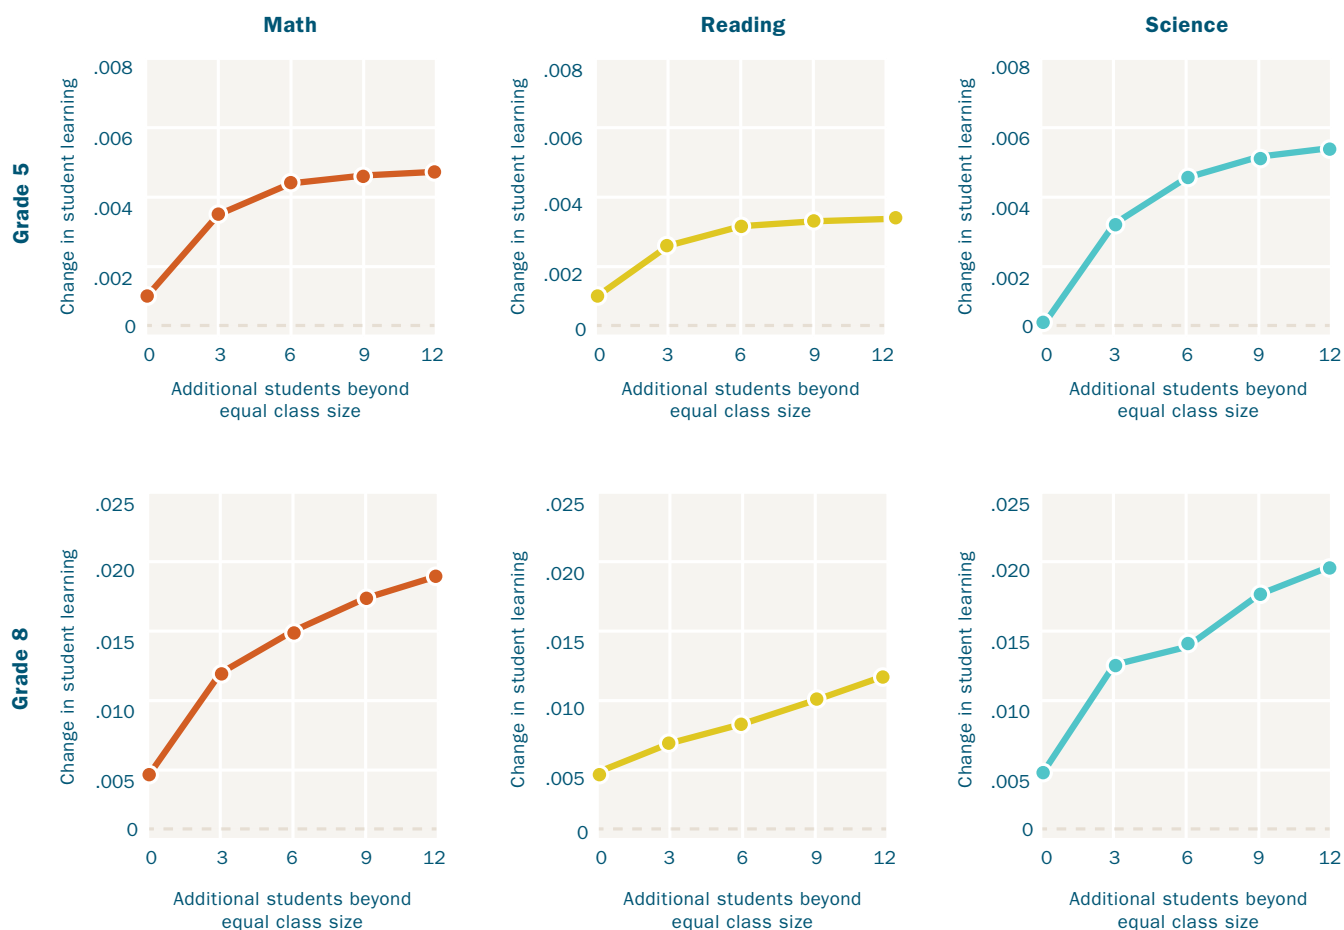 Math
Reading
Science
Grade 5
Change in student learning
.008
.006
.004
.002
0
0 3 6 9 12
Additional students beyond
equal class size
Change in student learning
.008
.006
.004
.002
0
0 3 6 9 12
Additional students beyond
equal class size
Change in student learning
.008
.006
.004
.002
0
0 3 6 9 12
Additional students beyond
equal class size
Grade 8
Change in student learning
.025
.020
.015
.010
.005
0
0 3 6 9 12
Additional students beyond
equal class size
Change in student learning
.025
.020
.015
.010
.005
0
0 3 6 9 12
Additional students beyond
equal class size
Change in student learning
.025
.020
.015
.010
.005
0
0 3 6 9 12
Additional students beyond
equal class size